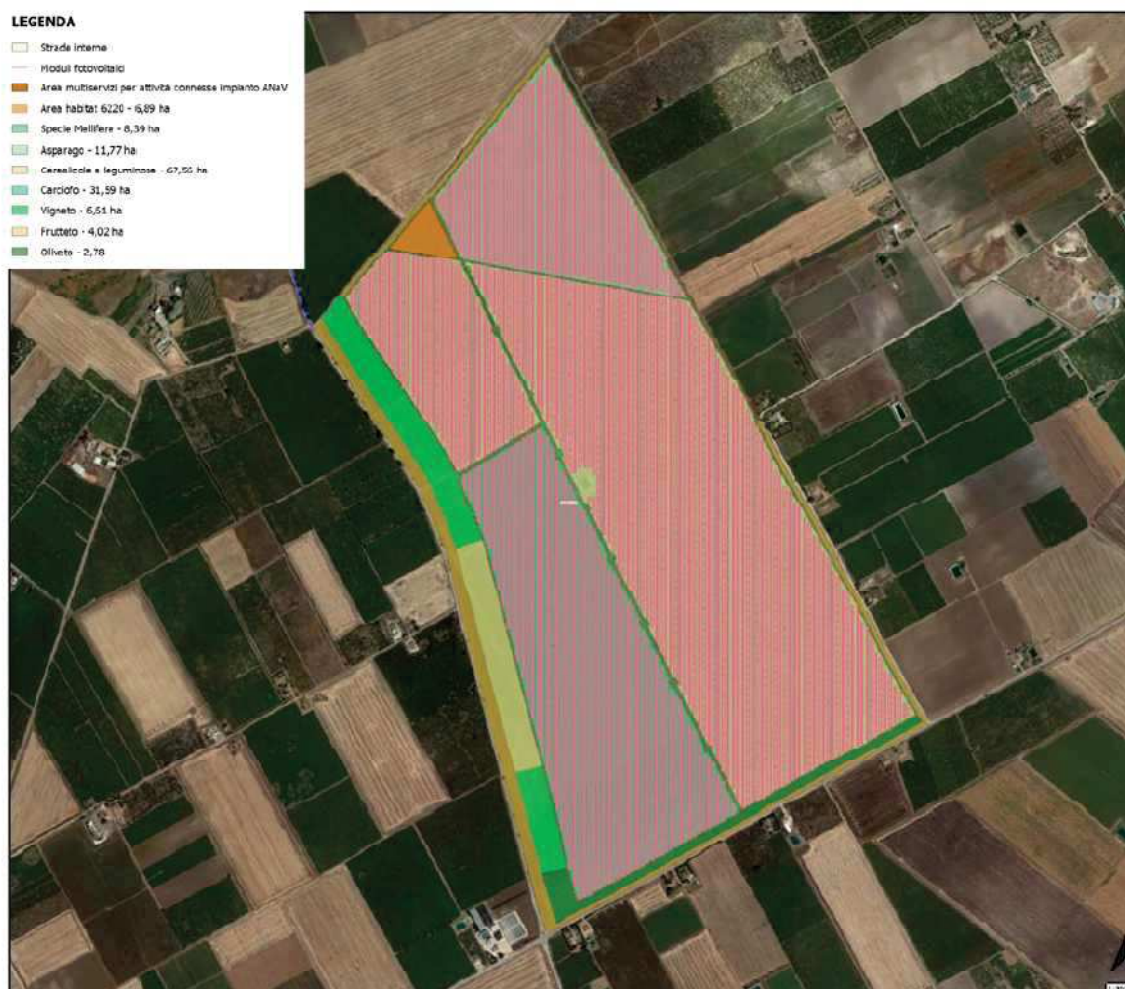 LEGENDA
Strade interne
Moduli fotovoltaici
Area multiservizi per attività connesse impianto ANaV
Area habitat 6220 - 6,89 ha
Specie Mellifere - 8,39 ha
Asparago - 11,77 ha
Cerealicole e leguminose - 67,56 ha
Carciofo - 31,59 ha
Vigneto - 6,51 ha
Frutteto - 4,02 ha
Oliveto - 2,78